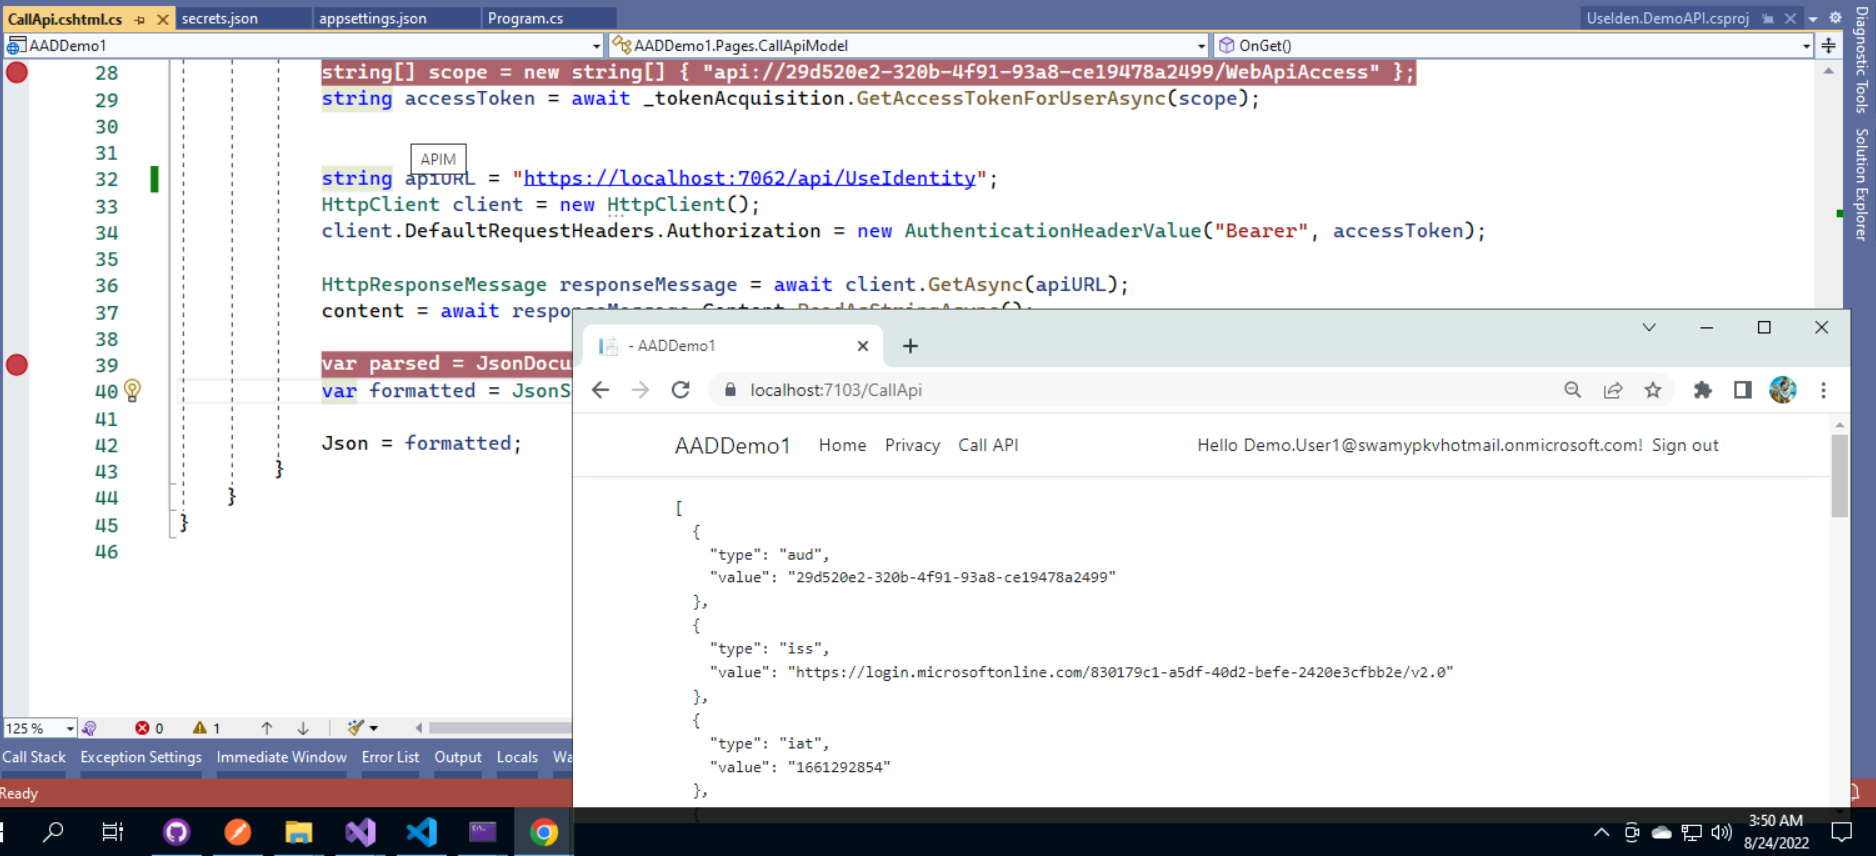 CallApi.cshtml.cs
secrets.json
appsettings.json
Program.cs
UseIden.DemoAPI.csproj
AADDemo1
AADDemo1.Pages.CallApiModel
OnGet()
Diagnostic Tools
Solution Explorer
28 string[] scope = new string[] { "api://29d520e2-320b-4f91-93a8-ce19478a2499/WebApiAccess" };
29 string accessToken = await _tokenAcquisition.GetAccessTokenForUserAsync(scope);
30
31
APIM
32 string apiURL = "https://localhost:7062/api/UseIdentity";
33 HttpClient client = new HttpClient();
34 client.DefaultRequestHeaders.Authorization = new AuthenticationHeaderValue("Bearer", accessToken);
35
36 HttpResponseMessage responseMessage = await client.GetAsync(apiURL);
37 content = await responseMessage.Content.ReadAsStringAsync();
38
39 var parsed = JsonDocu
40 var formatted = JsonS
41
42 Json = formatted;
43 }
44 }
45 }
46
125 %
0
1
Call Stack
Exception Settings
Immediate Window
Error List
Output
Locals
Wa
Ready
- AADDemo1
localhost:7103/CallApi
AADDemo1 Home Privacy Call API
Hello Demo.User1@swamypkvhotmail.onmicrosoft.com! Sign out
[
{
"type": "aud",
"value": "29d520e2-320b-4f91-93a8-ce19478a2499"
},
{
"type": "iss",
"value": "https://login.microsoftonline.com/830179c1-a5df-40d2-befe-2420e3cfbb2e/v2.0"
},
{
"type": "iat",
"value": "1661292854"
},
{
3:50 AM
8/24/2022